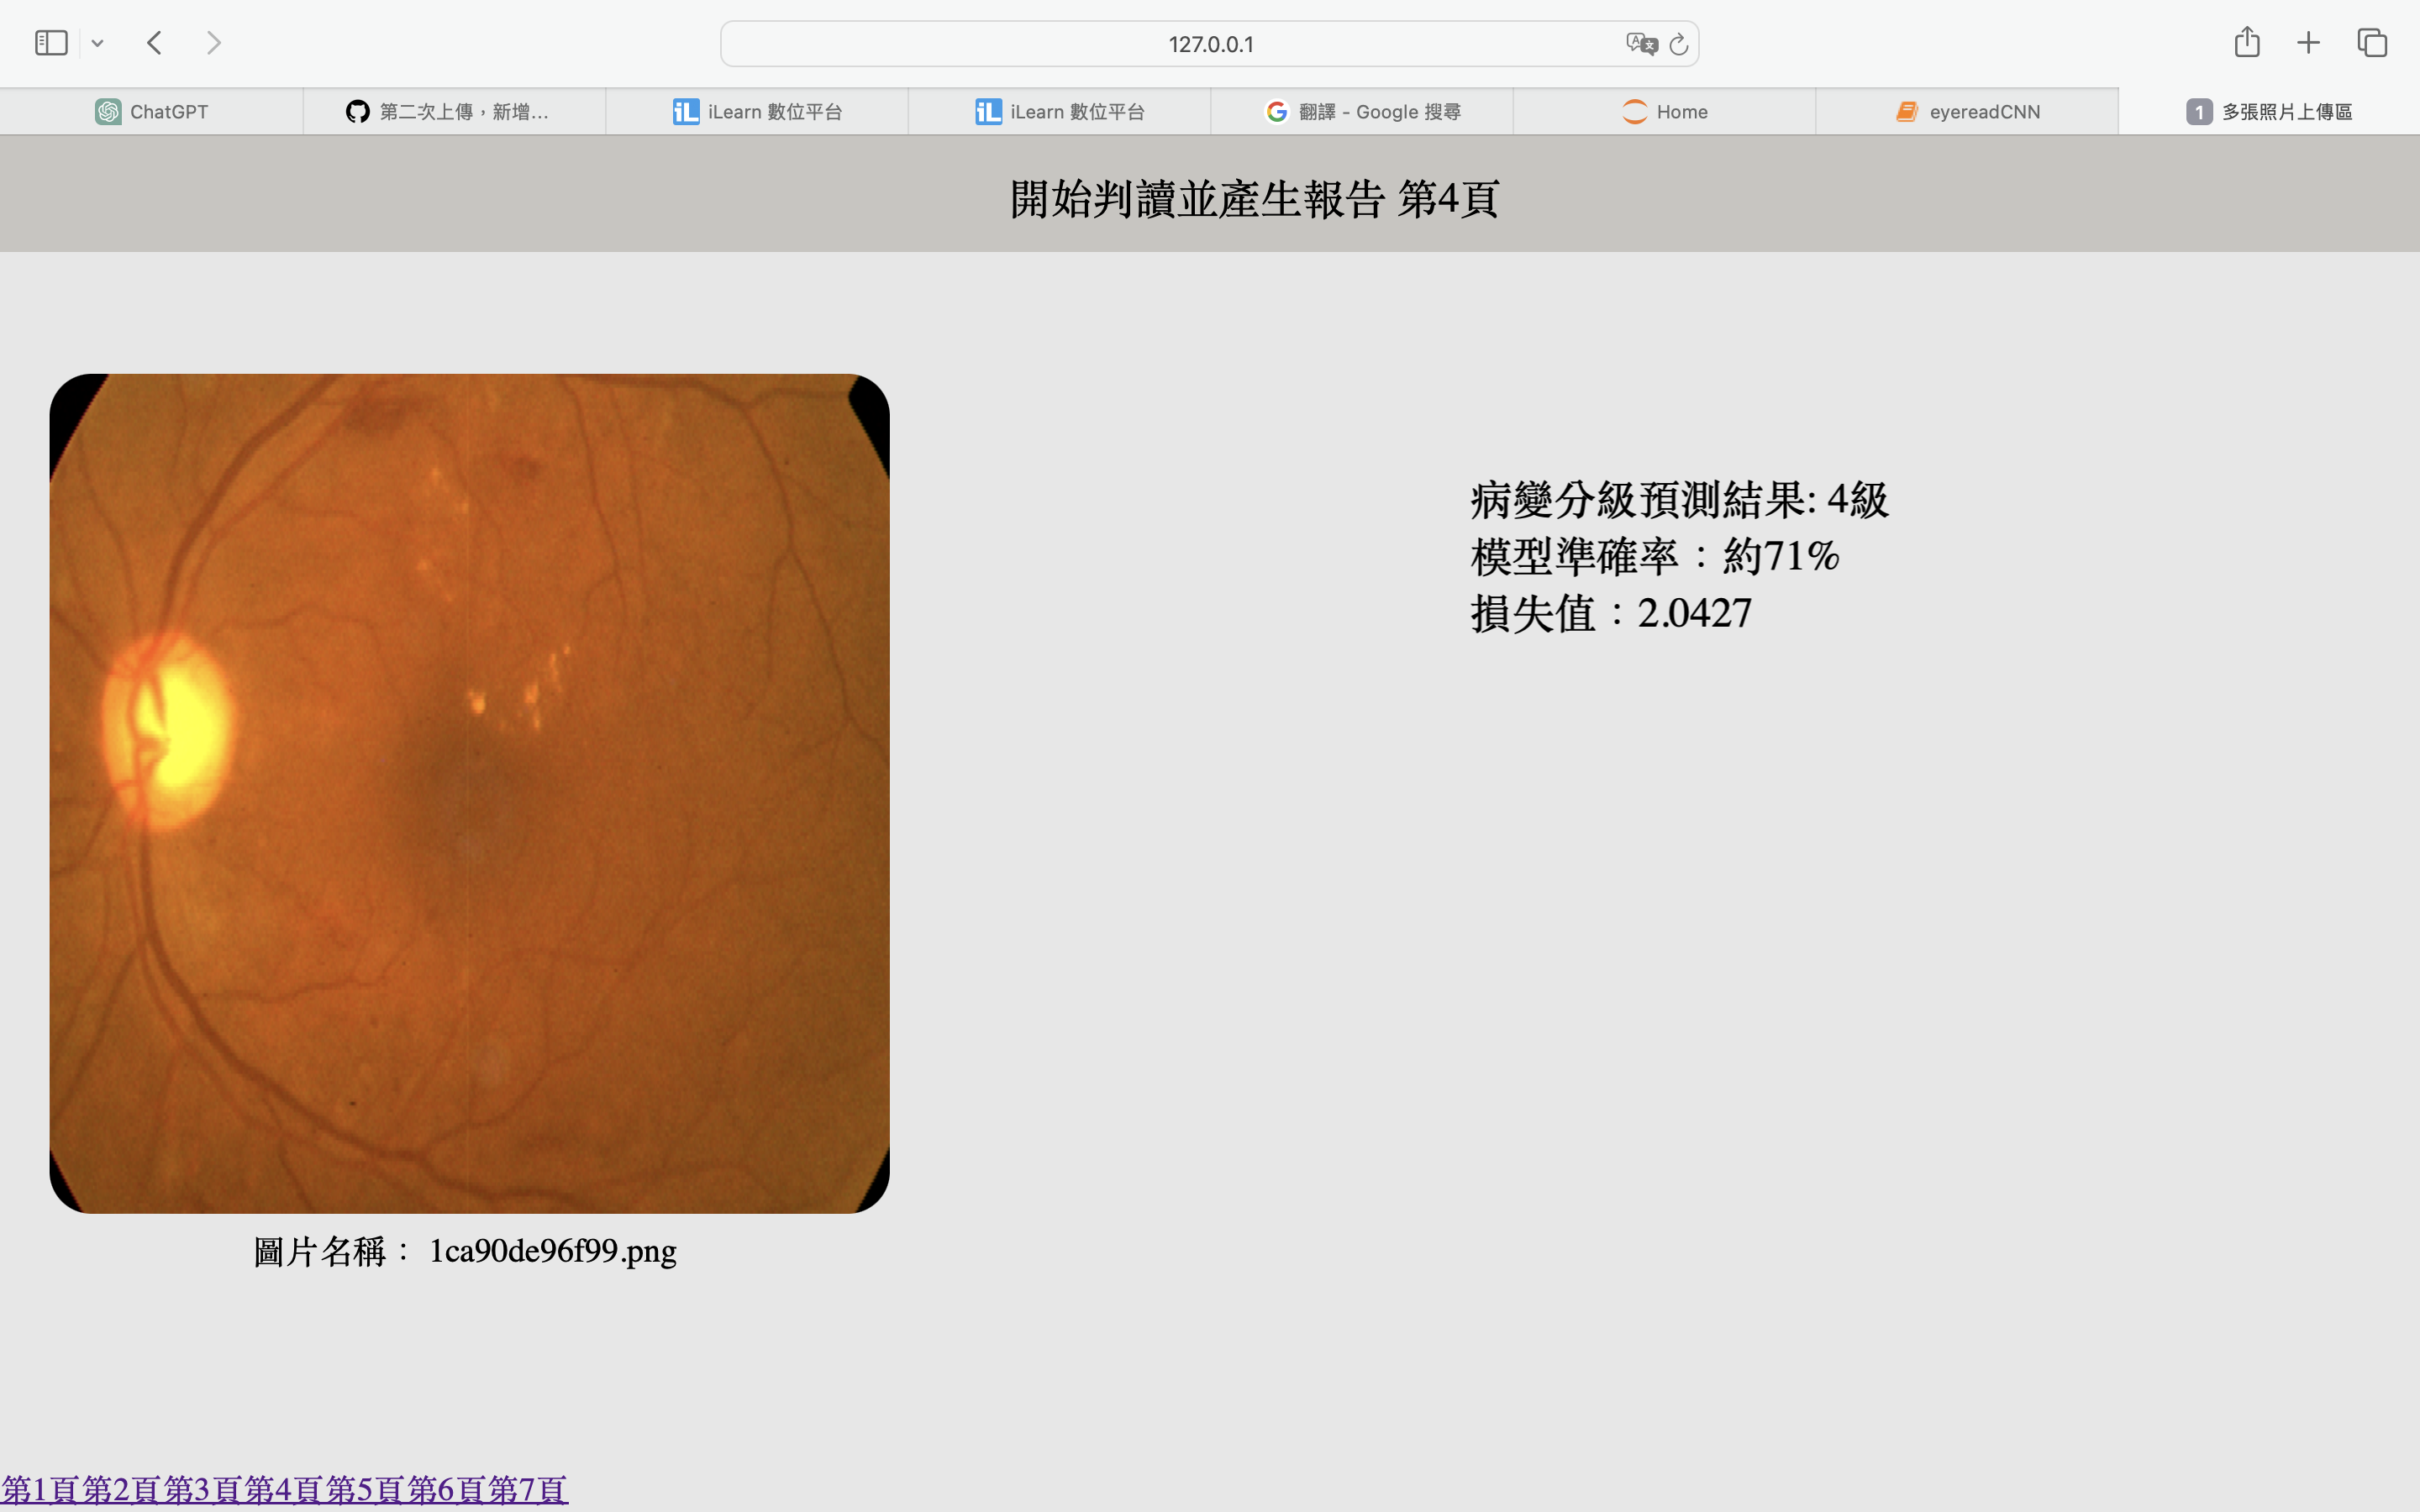 127.0.0.1
ChatGPT
第二次上傳，新增...
iLearn 數位平台
iLearn 數位平台
翻譯 - Google 搜尋
Home
eyereadCNN
1 多張照片上傳區
開始判讀並產生報告 第4頁
病變分級預測結果: 4級
模型準確率：約71%
損失值：2.0427
圖片名稱： 1ca90de96f99.png
第1頁第2頁第3頁第4頁第5頁第6頁第7頁